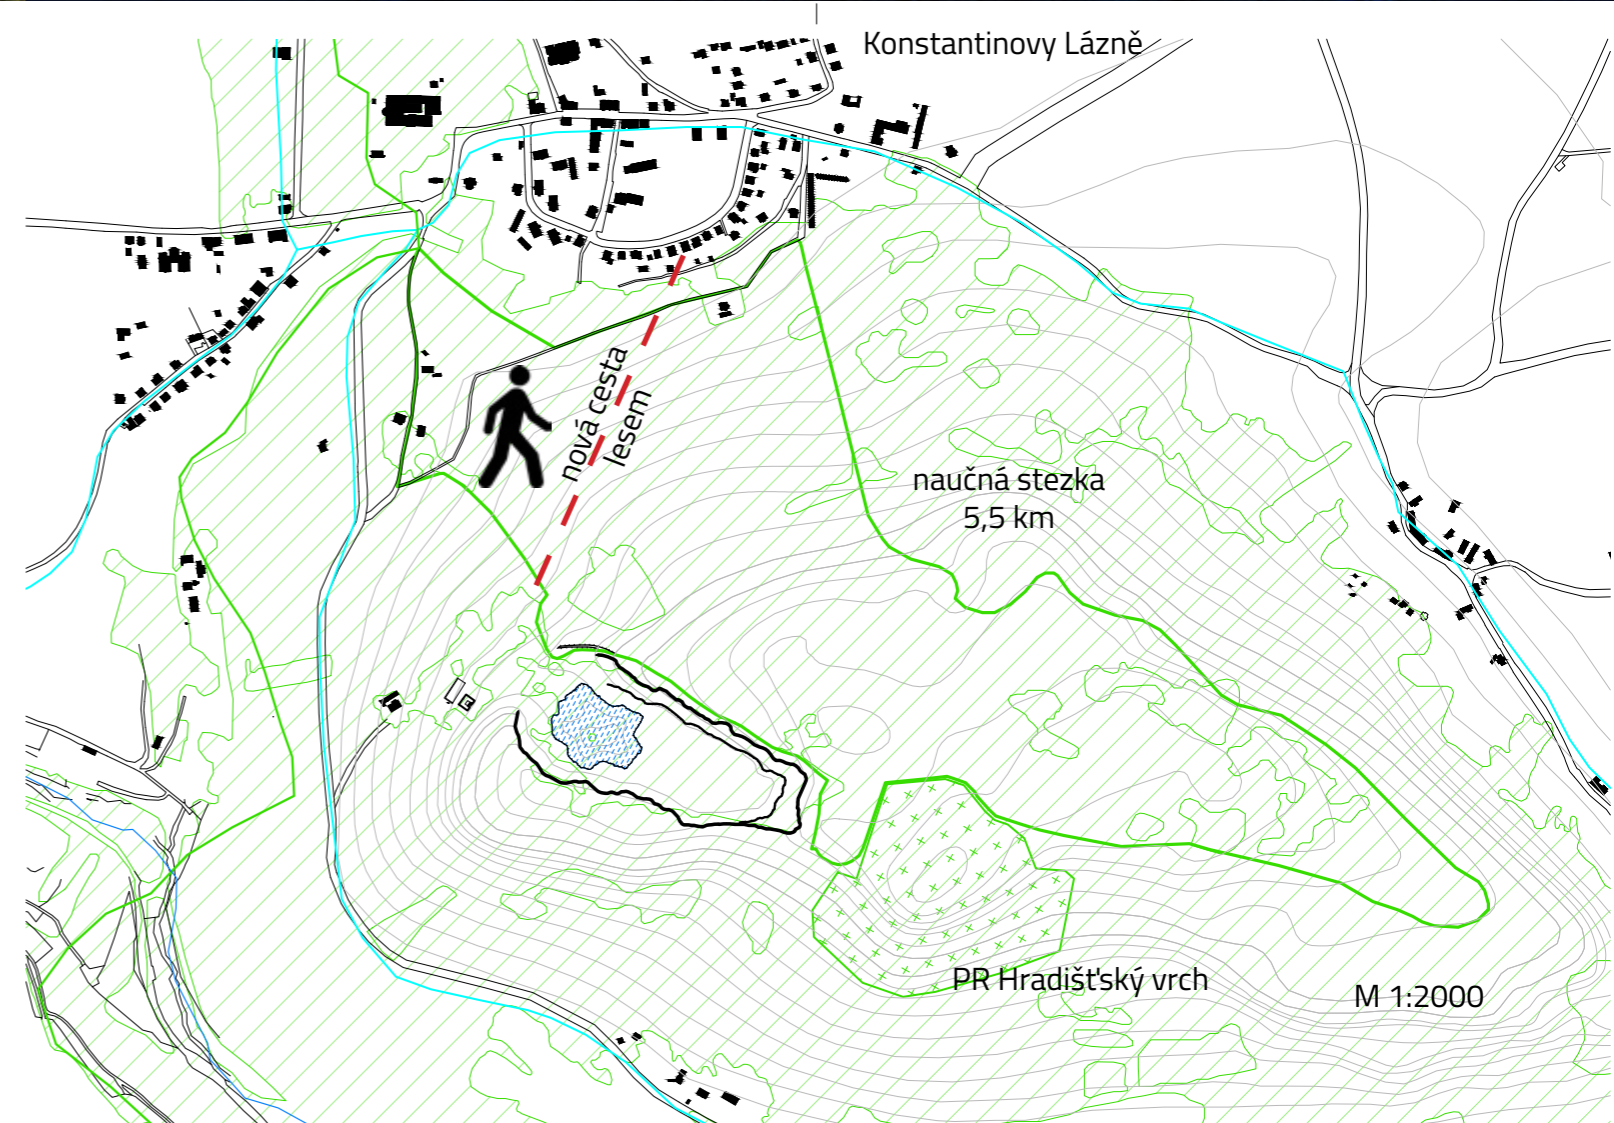 Konstantinovy Lázně
nová cesta
lesem
naučná stezka
5,5 km
PR Hradišťský vrch
M 1:2000